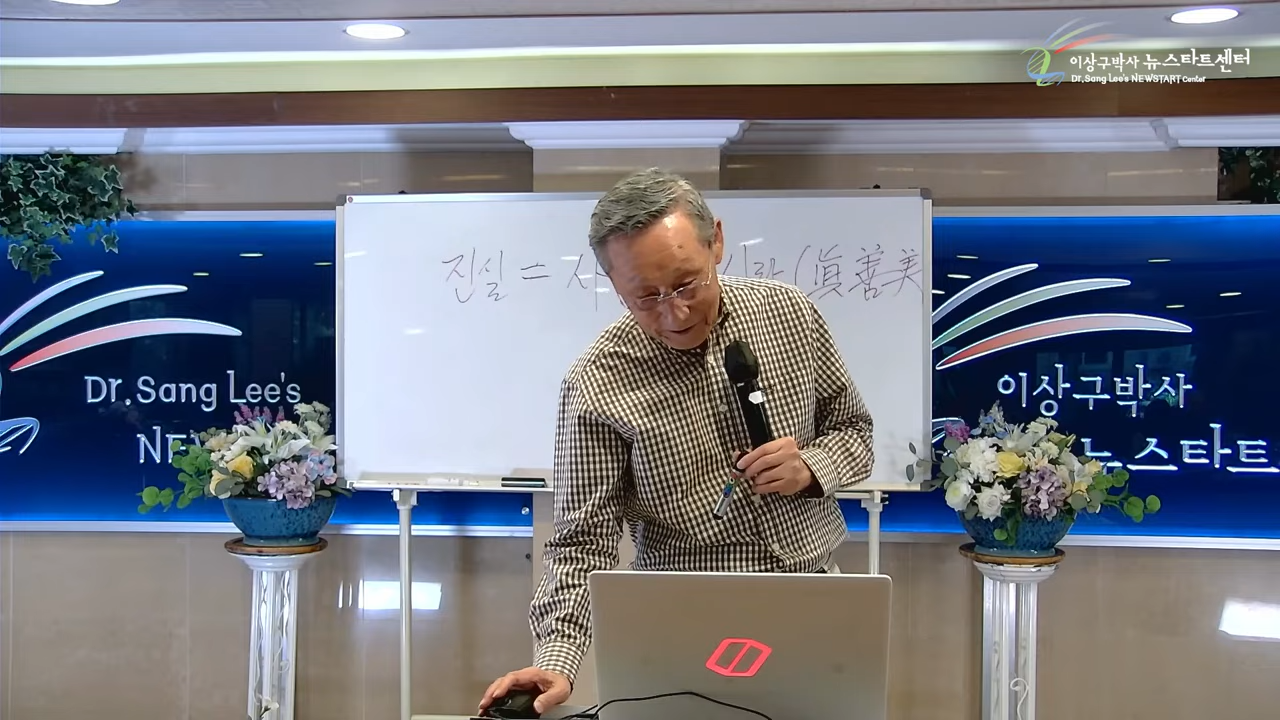 이상구박사 뉴스타트센터
Dr.Sang Lee's NEWSTART Center
진실 = 사
(眞善美
Dr.Sang Lee's
이상구박사
뉴스타트